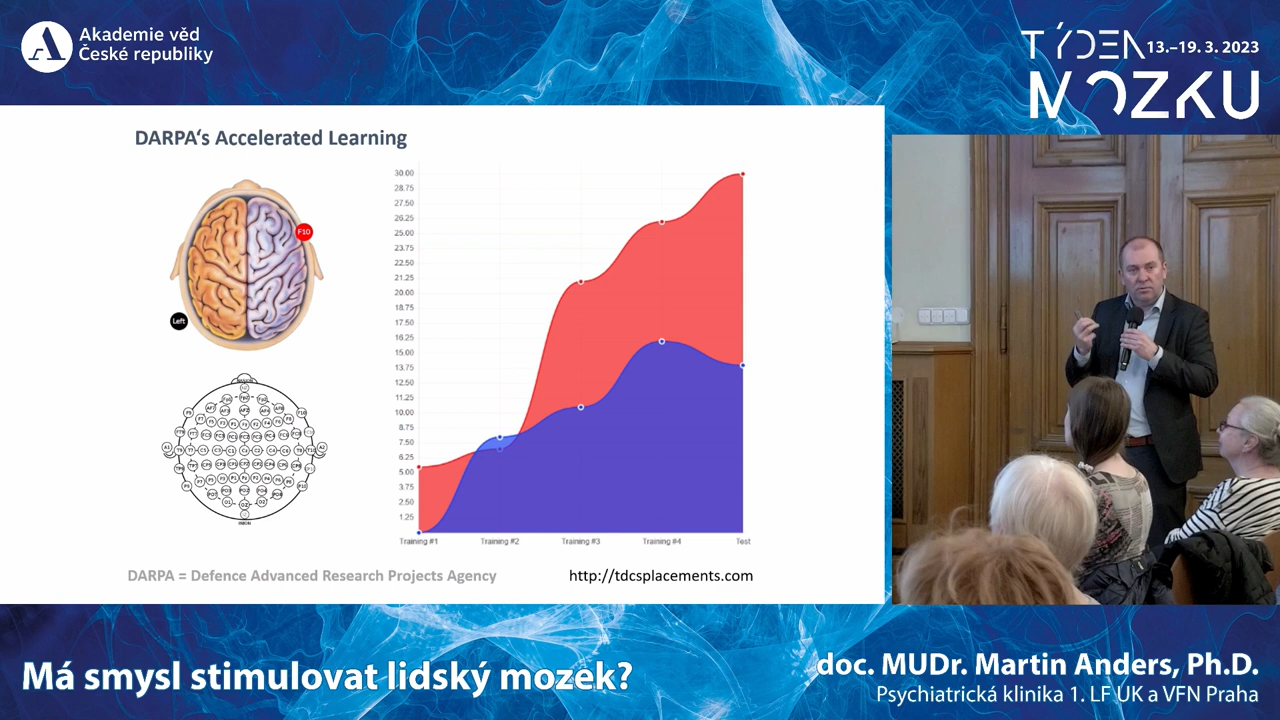 Akademie věd
České republiky
TÝDEN 13.–19. 3. 2023
MOZKU
DARPA‘s Accelerated Learning
F10
Left
30.00
28.75
27.50
26.25
25.00
23.75
22.50
21.25
20.00
18.75
17.50
16.25
15.00
13.75
12.50
11.25
10.00
8.75
7.50
6.25
5.00
3.75
2.50
1.25
Training #1 Training #2 Training #3 Training #4 Test
DARPA = Defence Advanced Research Projects Agency
http://tdcsplacements.com
Má smysl stimulovat lidský mozek?
doc. MUDr. Martin Anders, Ph.D.
Psychiatrická klinika 1. LF UK a VFN Praha